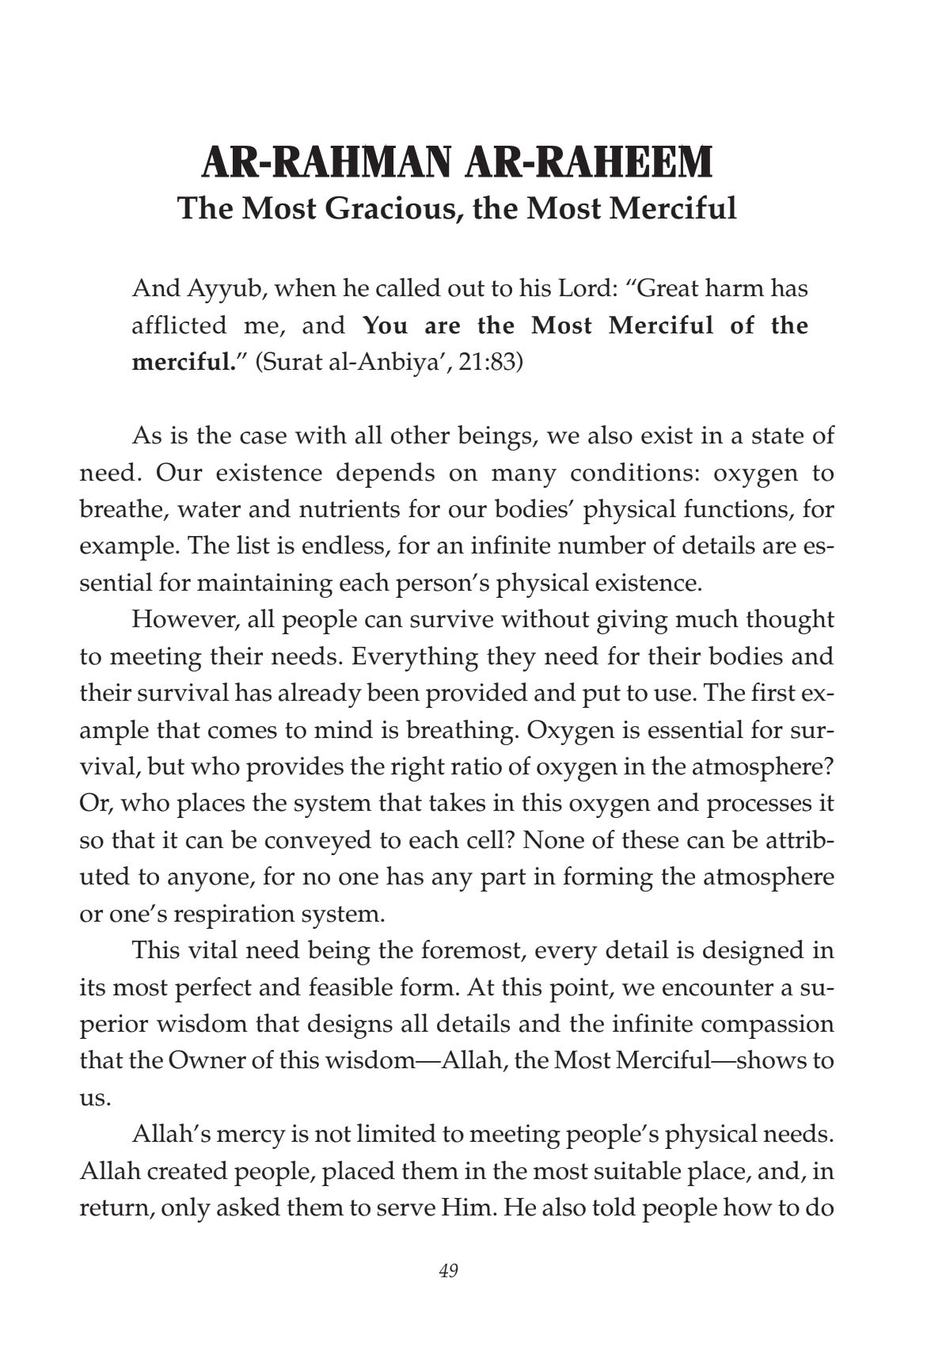 AR-RAHMAN AR-RAHEEM
The Most Gracious, the Most Merciful
And Ayyub, when he called out to his Lord: “Great harm has
afflicted me, and You are the Most Merciful of the
merciful.” (Surat al-Anbiya’, 21:83)
As is the case with all other beings, we also exist in a state of
need. Our existence depends on many conditions: oxygen to
breathe, water and nutrients for our bodies’ physical functions, for
example. The list is endless, for an infinite number of details are es-
sential for maintaining each person’s physical existence.
However, all people can survive without giving much thought
to meeting their needs. Everything they need for their bodies and
their survival has already been provided and put to use. The first ex-
ample that comes to mind is breathing. Oxygen is essential for sur-
vival, but who provides the right ratio of oxygen in the atmosphere?
Or, who places the system that takes in this oxygen and processes it
so that it can be conveyed to each cell? None of these can be attrib-
uted to anyone, for no one has any part in forming the atmosphere
or one’s respiration system.
This vital need being the foremost, every detail is designed in
its most perfect and feasible form. At this point, we encounter a su-
perior wisdom that designs all details and the infinite compassion
that the Owner of this wisdom—Allah, the Most Merciful—shows to
us.
Allah’s mercy is not limited to meeting people’s physical needs.
Allah created people, placed them in the most suitable place, and, in
return, only asked them to serve Him. He also told people how to do
49